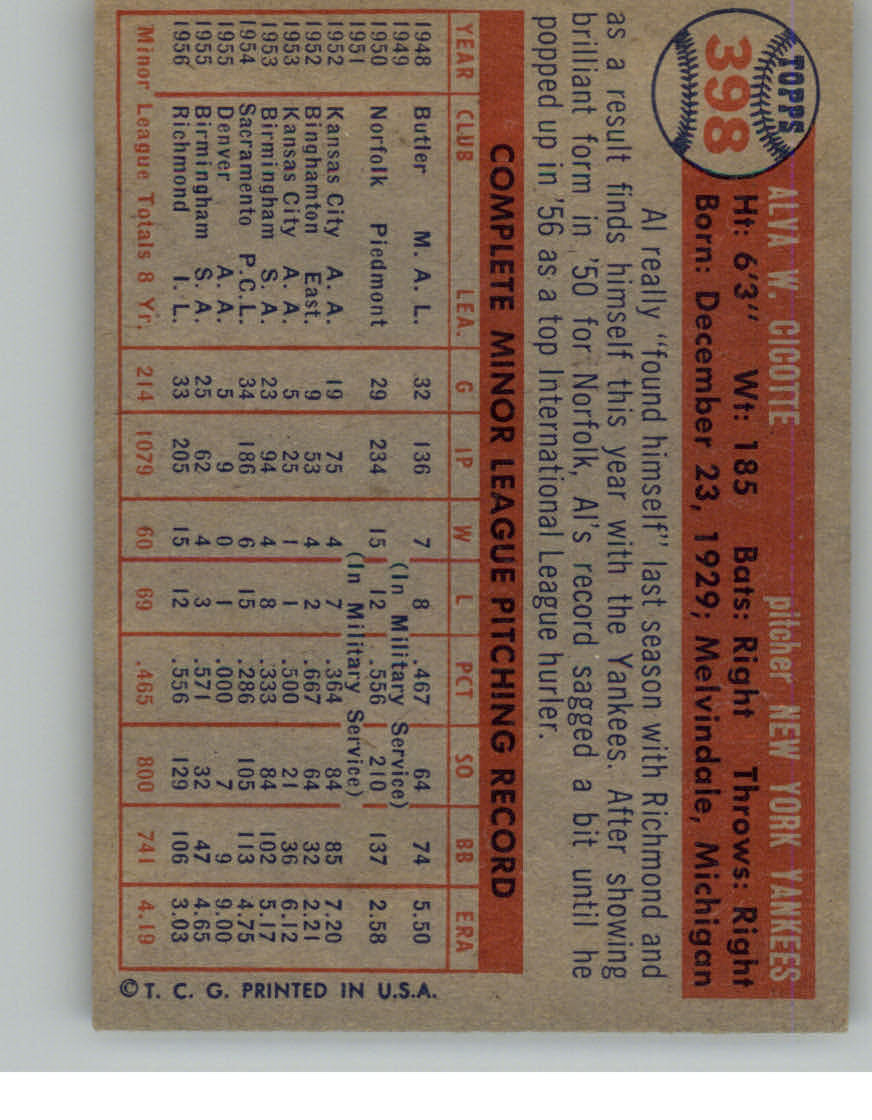 TOPPS
398
ALVA W. CICOTTE pitcher NEW YORK YANKEES
Ht: 6'3" Wt: 185 Bats: Right Throws: Right
Born: December 23, 1929; Melvindale, Michigan
Al really "found himself" last season with Richmond and
as a result finds himself this year with the Yankees. After showing
brilliant form in '50 for Norfolk, Al's record sagged a bit until he
popped up in '56 as a top International League hurler.
COMPLETE MINOR LEAGUE PITCHING RECORD
YEAR CLUB LEA. G IP W L PCT SO BB ERA
1948 Butler M. A. L. 32 136 7 8 .467 64 74 5.50
1949 (In Military Service)
1950 Norfolk Piedmont 29 234 15 12 .556 210 137 2.58
1951 (In Military Service)
1952 Kansas City A. A. 19 75 4 7 .364 84 85 7.20
1952 Binghamton East. 9 53 4 2 .667 64 32 2.21
1953 Kansas City A. A. 5 25 1 1 .500 21 36 6.12
1953 Birmingham S. A. 23 94 4 8 .333 84 102 5.17
1954 Sacramento P.C.L. 34 186 6 15 .286 105 113 4.75
1955 Denver A. A. 5 9 0 1 .000 7 9 9.00
1955 Birmingham S. A. 25 62 4 3 .571 32 47 4.65
1956 Richmond I. L. 33 205 15 12 .556 129 106 3.03
Minor League Totals 8 Yr. 214 1079 60 69 .465 800 741 4.19
© T. C. G. PRINTED IN U.S.A.